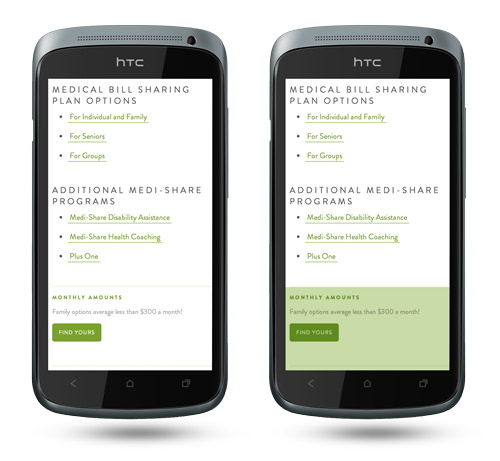 hTC
MEDICAL BILL SHARING
PLAN OPTIONS
For Individual and Family
For Seniors
For Groups
ADDITIONAL MEDI-SHARE
PROGRAMS
Medi-Share Disability Assistance
Medi-Share Health Coaching
Plus One
MONTHLY AMOUNTS
Family options average less than $300 a month!
FIND YOURS
hTC
MEDICAL BILL SHARING
PLAN OPTIONS
For Individual and Family
For Seniors
For Groups
ADDITIONAL MEDI-SHARE
PROGRAMS
Medi-Share Disability Assistance
Medi-Share Health Coaching
Plus One
MONTHLY AMOUNTS
Family options average less than $300 a month!
FIND YOURS